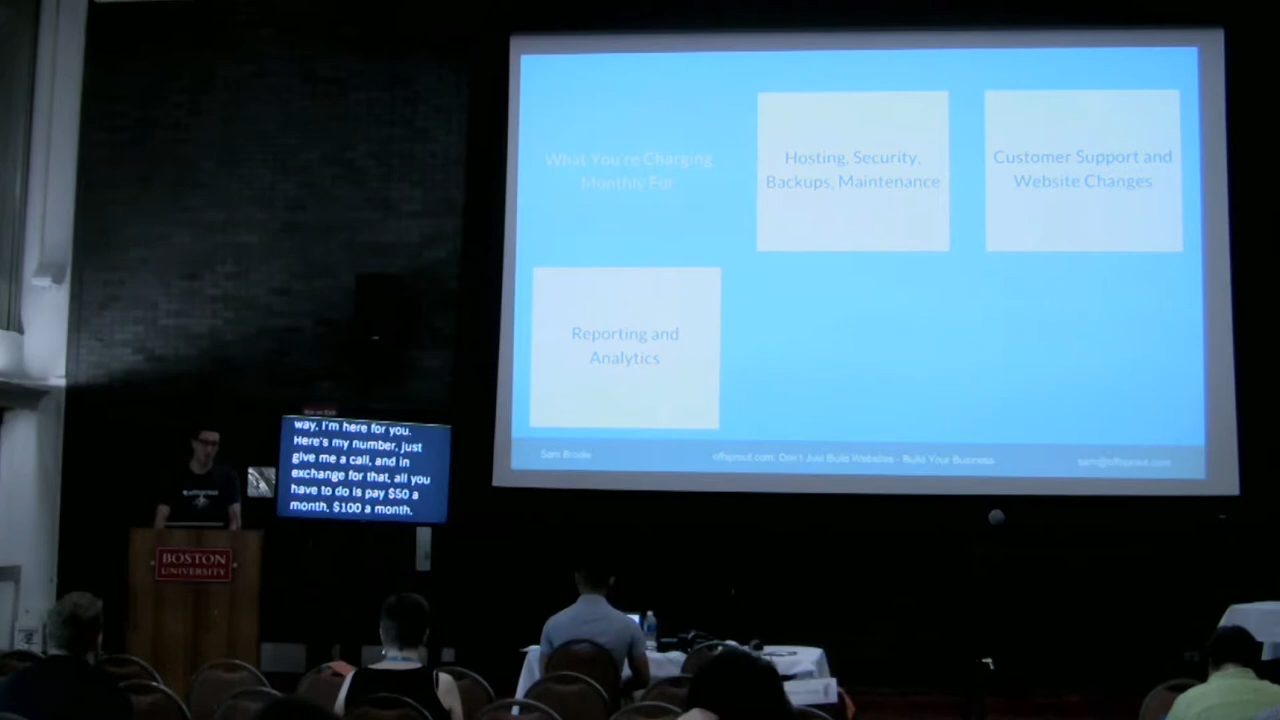 What You're Charging
Monthly For
Hosting, Security,
Backups, Maintenance
Customer Support and
Website Changes
Reporting and
Analytics
Sam Brodie
offsprout.com: Don't Just Build Websites - Build Your Business
sam@offsprout.com
way, I'm here for you.
Here's my number, just
give me a call, and in
exchange for that, all you
have to do is pay $50 a
month, $100 a month.
BOSTON
UNIVERSITY